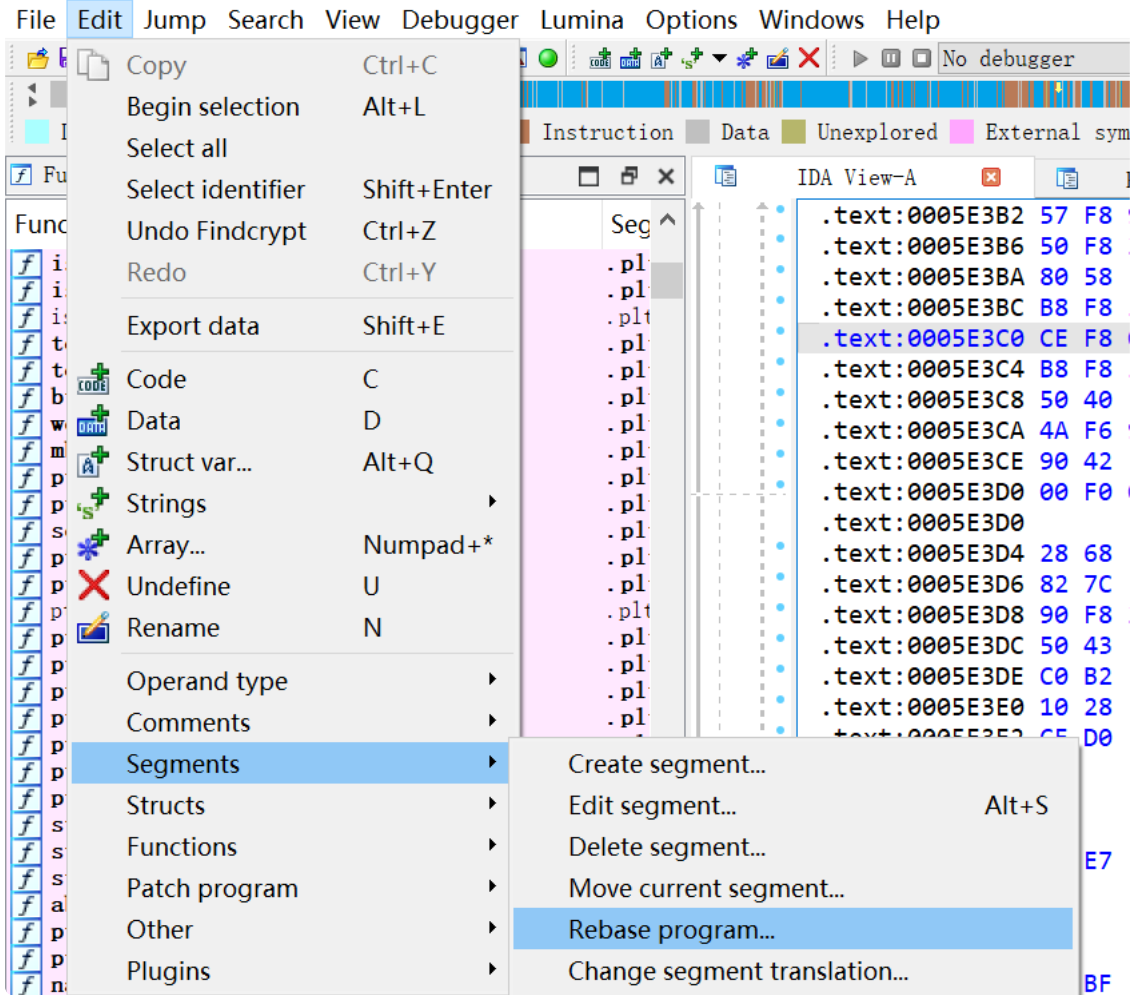 File Edit Jump Search View Debugger Lumina Options Windows Help
No debugger
Instruction Data Unexplored External sym
IDA View-A
Copy Ctrl+C
Begin selection Alt+L
Select all
Select identifier Shift+Enter
Undo Findcrypt Ctrl+Z
Redo Ctrl+Y
Export data Shift+E
Code C
Data D
Struct var... Alt+Q
Strings
Array... Numpad+*
Undefine U
Rename N
Operand type
Comments
Segments
Structs
Functions
Patch program
Other
Plugins
Create segment...
Edit segment... Alt+S
Delete segment...
Move current segment...
Rebase program...
Change segment translation...
Func Seg
.plt
.plt
.text:0005E3B2 57 F8
.text:0005E3B6 50 F8
.text:0005E3BA 80 58
.text:0005E3BC B8 F8
.text:0005E3C0 CE F8
.text:0005E3C4 B8 F8
.text:0005E3C8 50 40
.text:0005E3CA 4A F6
.text:0005E3CE 90 42
.text:0005E3D0 00 F0
.text:0005E3D0
.text:0005E3D4 28 68
.text:0005E3D6 82 7C
.text:0005E3D8 90 F8
.text:0005E3DC 50 43
.text:0005E3DE C0 B2
.text:0005E3E0 10 28
D0
E7
BF